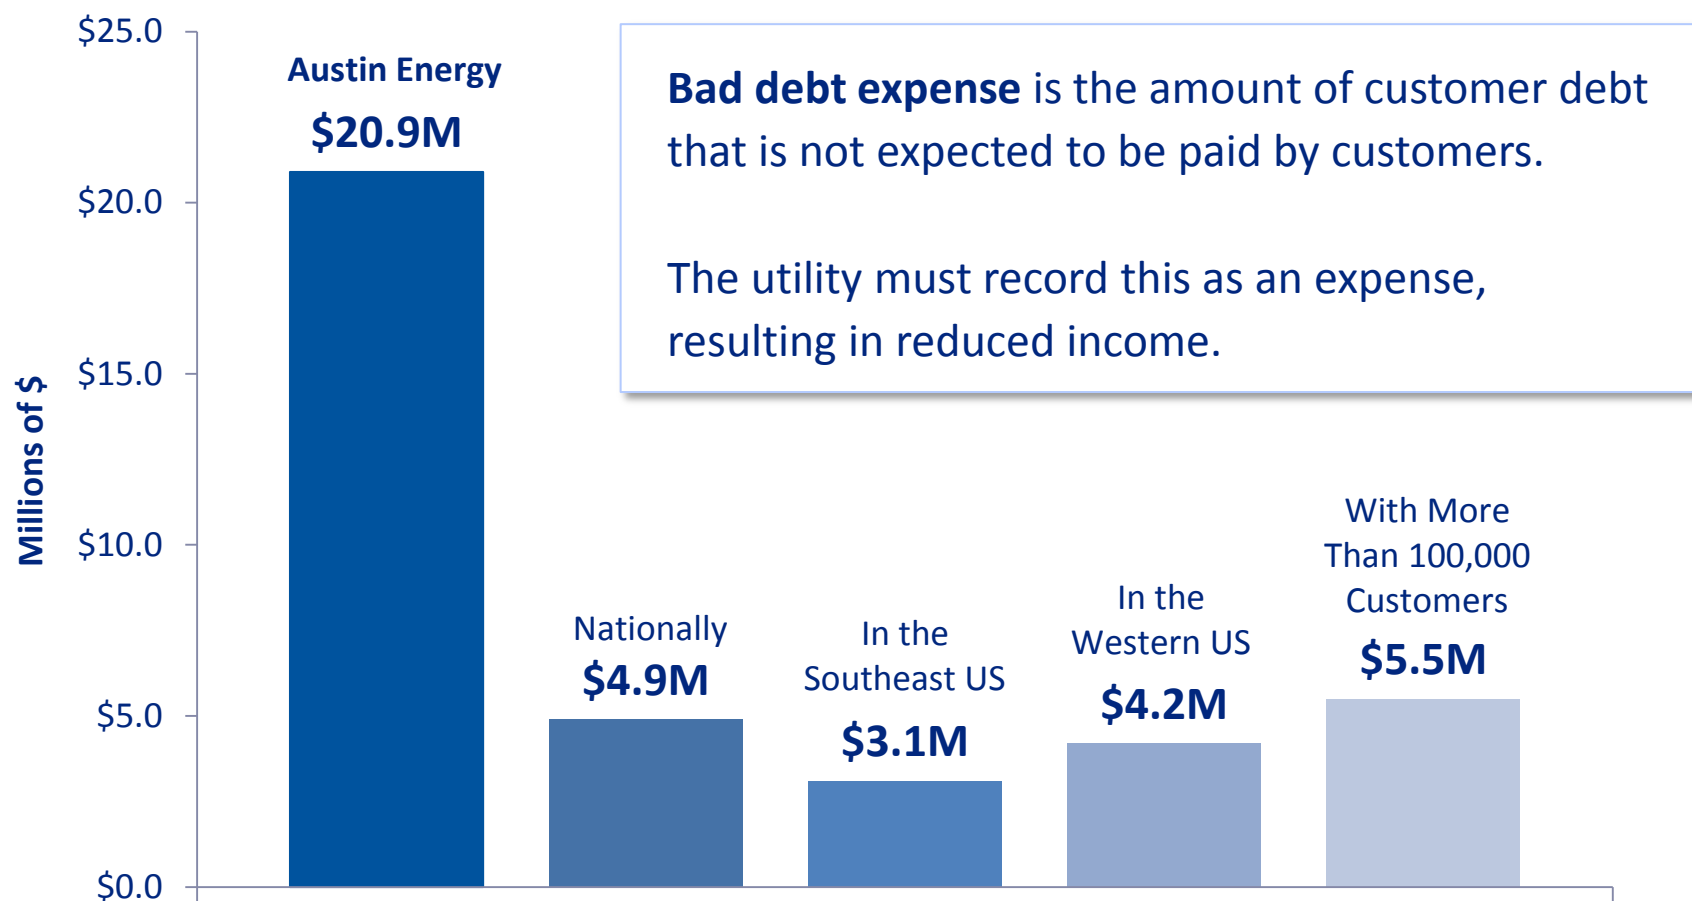 $25.0
$20.0
$15.0
$10.0
$5.0
$0.0
Millions of $
Austin Energy
$20.9M
Bad debt expense is the amount of customer debt
that is not expected to be paid by customers.
The utility must record this as an expense,
resulting in reduced income.
Nationally
$4.9M
In the
Southeast US
$3.1M
In the
Western US
$4.2M
With More
Than 100,000
Customers
$5.5M